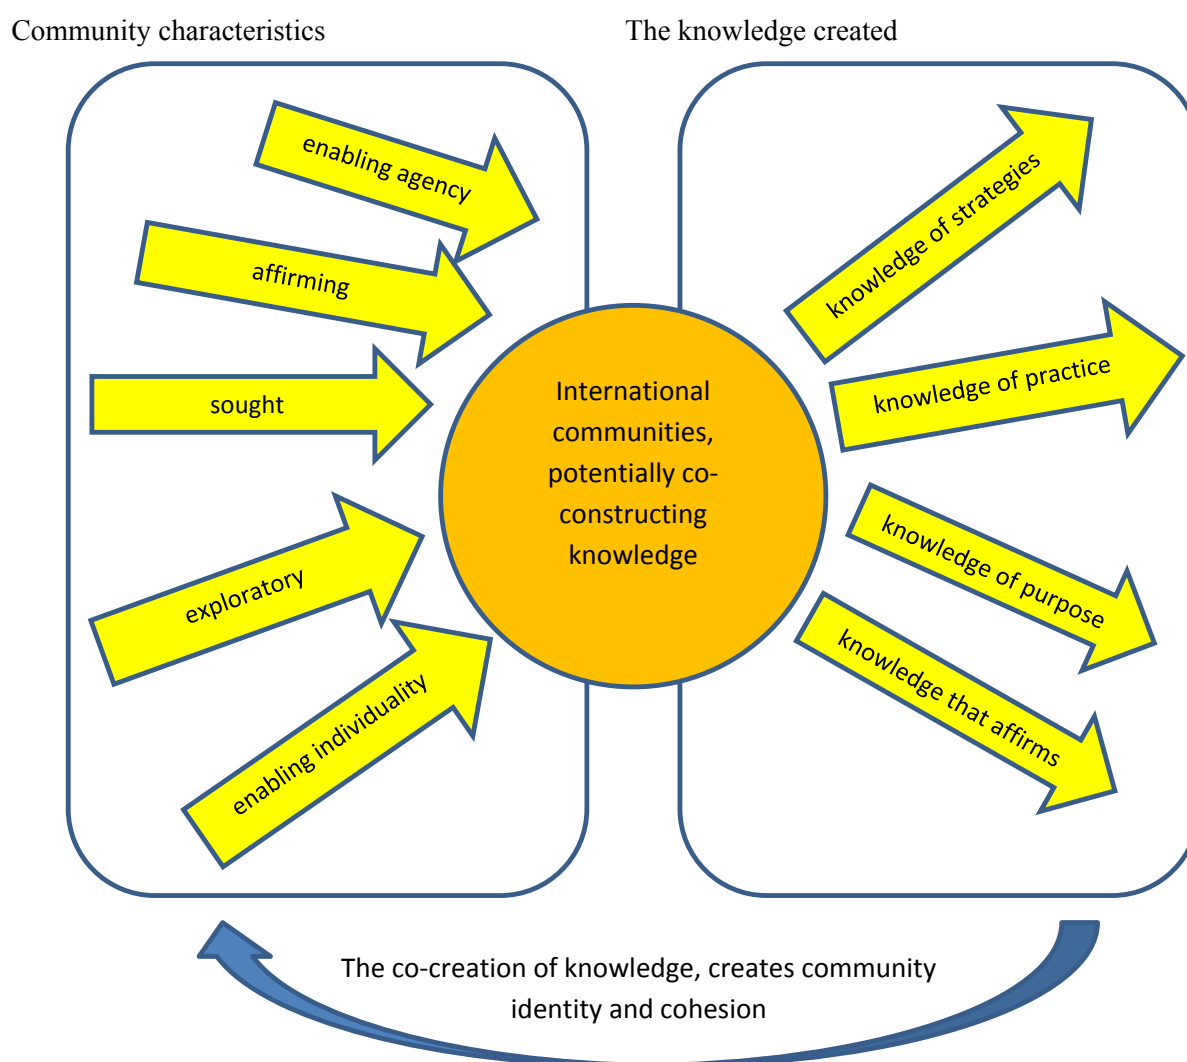 Community characteristics
The knowledge created
enabling agency
affirming
sought
exploratory
enabling individuality
International
communities,
potentially co-
constructing
knowledge
knowledge of strategies
knowledge of practice
knowledge of purpose
knowledge that affirms
The co-creation of knowledge, creates community
identity and cohesion